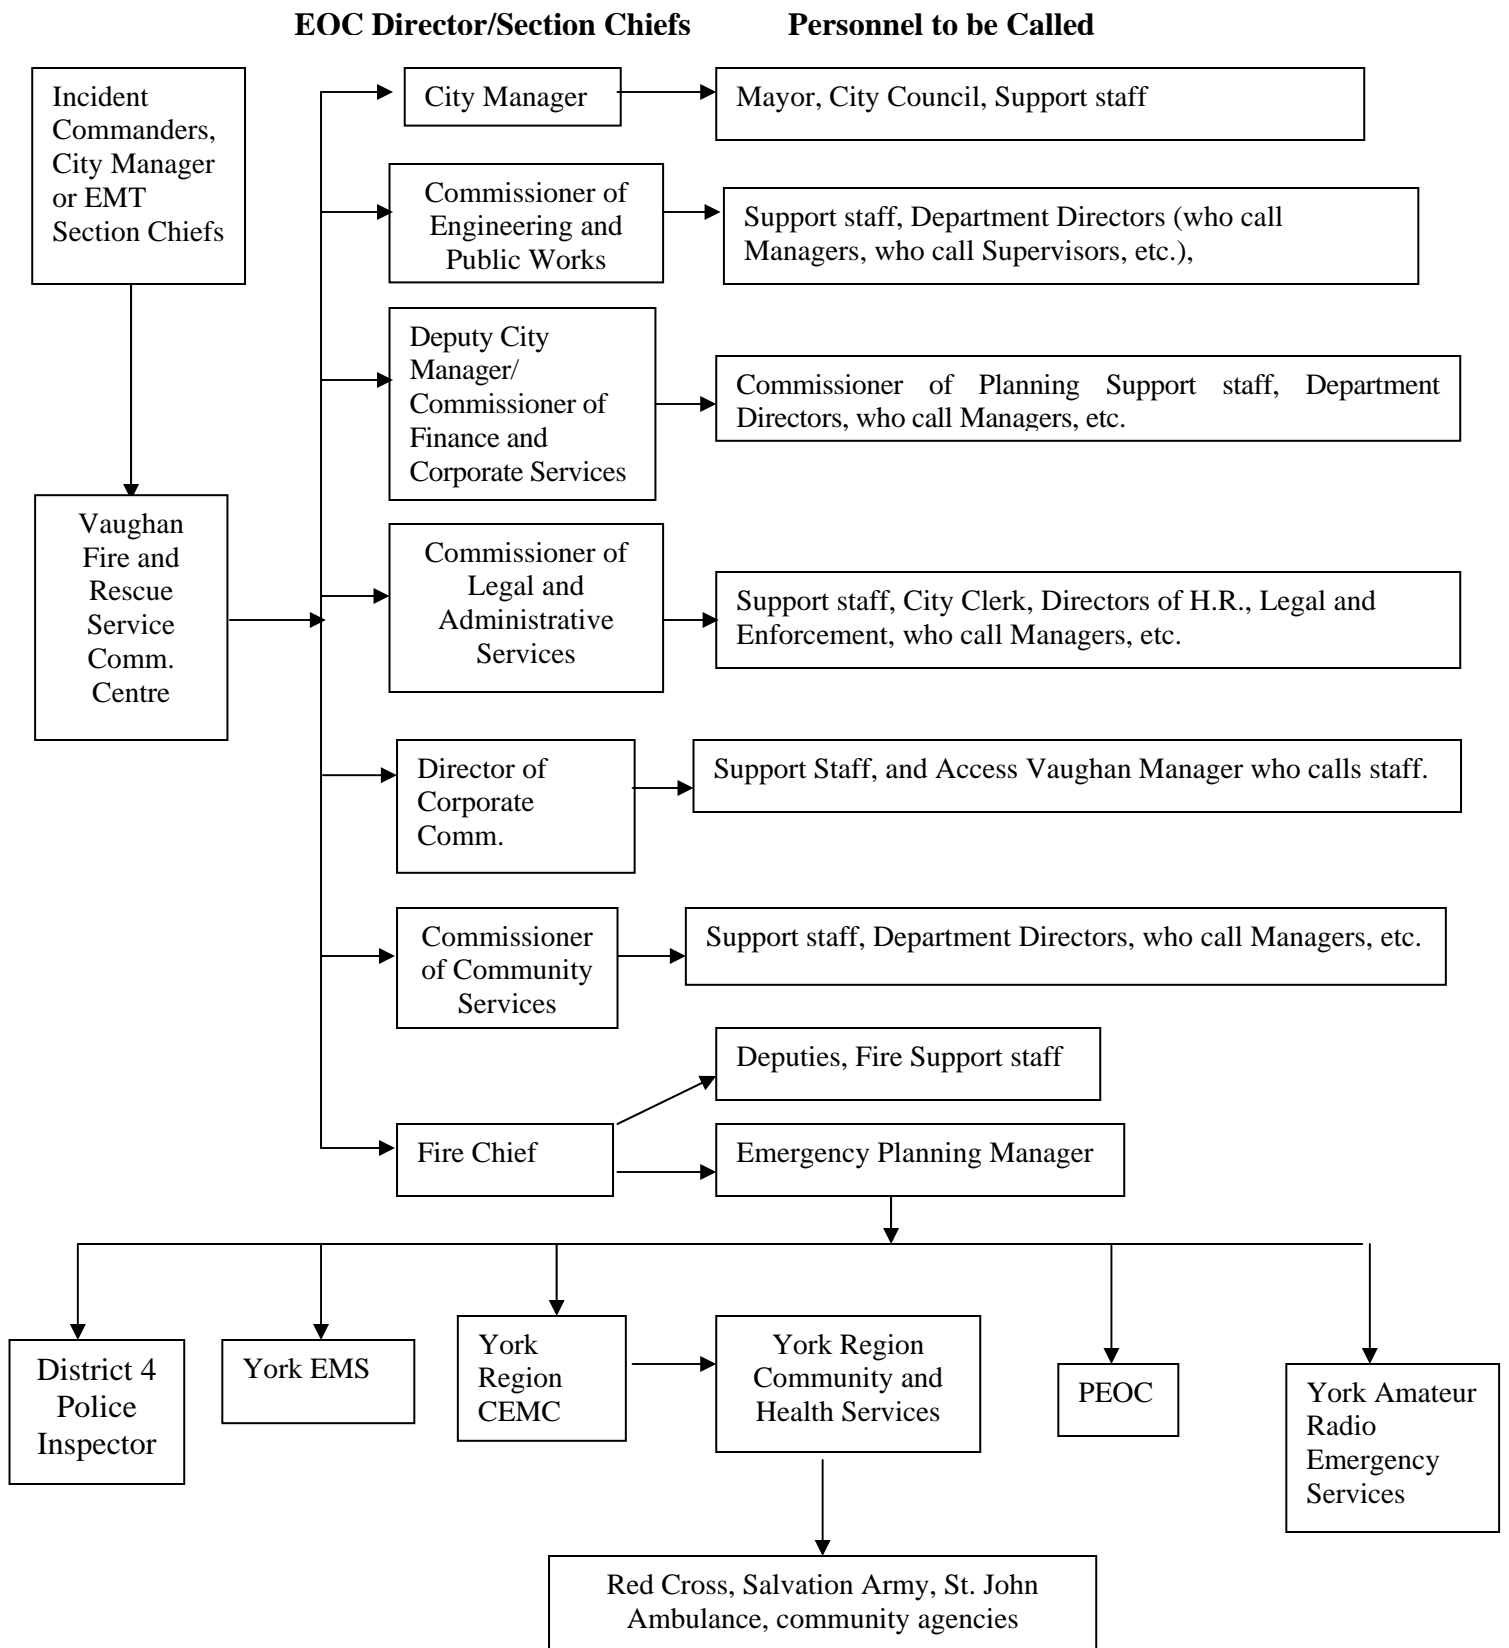 EOC Director/Section Chiefs
Personnel to be Called
Incident
Commanders,
City Manager
or EMT
Section Chiefs
City Manager
Mayor, City Council, Support staff
Commissioner of
Engineering and
Public Works
Support staff, Department Directors (who call
Managers, who call Supervisors, etc.),
Deputy City
Manager/
Commissioner of
Finance and
Corporate Services
Commissioner of Planning Support staff, Department
Directors, who call Managers, etc.
Vaughan
Fire and
Rescue
Service
Comm.
Centre
Commissioner of
Legal and
Administrative
Services
Support staff, City Clerk, Directors of H.R., Legal and
Enforcement, who call Managers, etc.
Director of
Corporate
Comm.
Support Staff, and Access Vaughan Manager who calls staff.
Commissioner
of Community
Services
Support staff, Department Directors, who call Managers, etc.
Deputies, Fire Support staff
Fire Chief
Emergency Planning Manager
District 4
Police
Inspector
York EMS
York
Region
CEMC
York Region
Community and
Health Services
PEOC
York Amateur
Radio
Emergency
Services
Red Cross, Salvation Army, St. John
Ambulance, community agencies